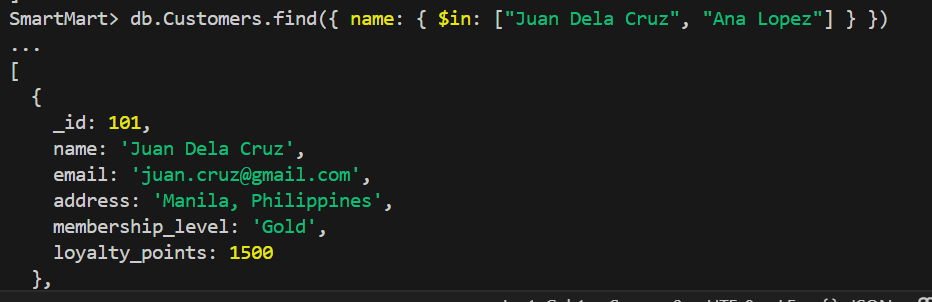 SmartMart> db.Customers.find({ name: { $in: ["Juan Dela Cruz", "Ana Lopez"] } })
...
[
  {
    _id: 101,
    name: 'Juan Dela Cruz',
    email: 'juan.cruz@gmail.com',
    address: 'Manila, Philippines',
    membership_level: 'Gold',
    loyalty_points: 1500
  },